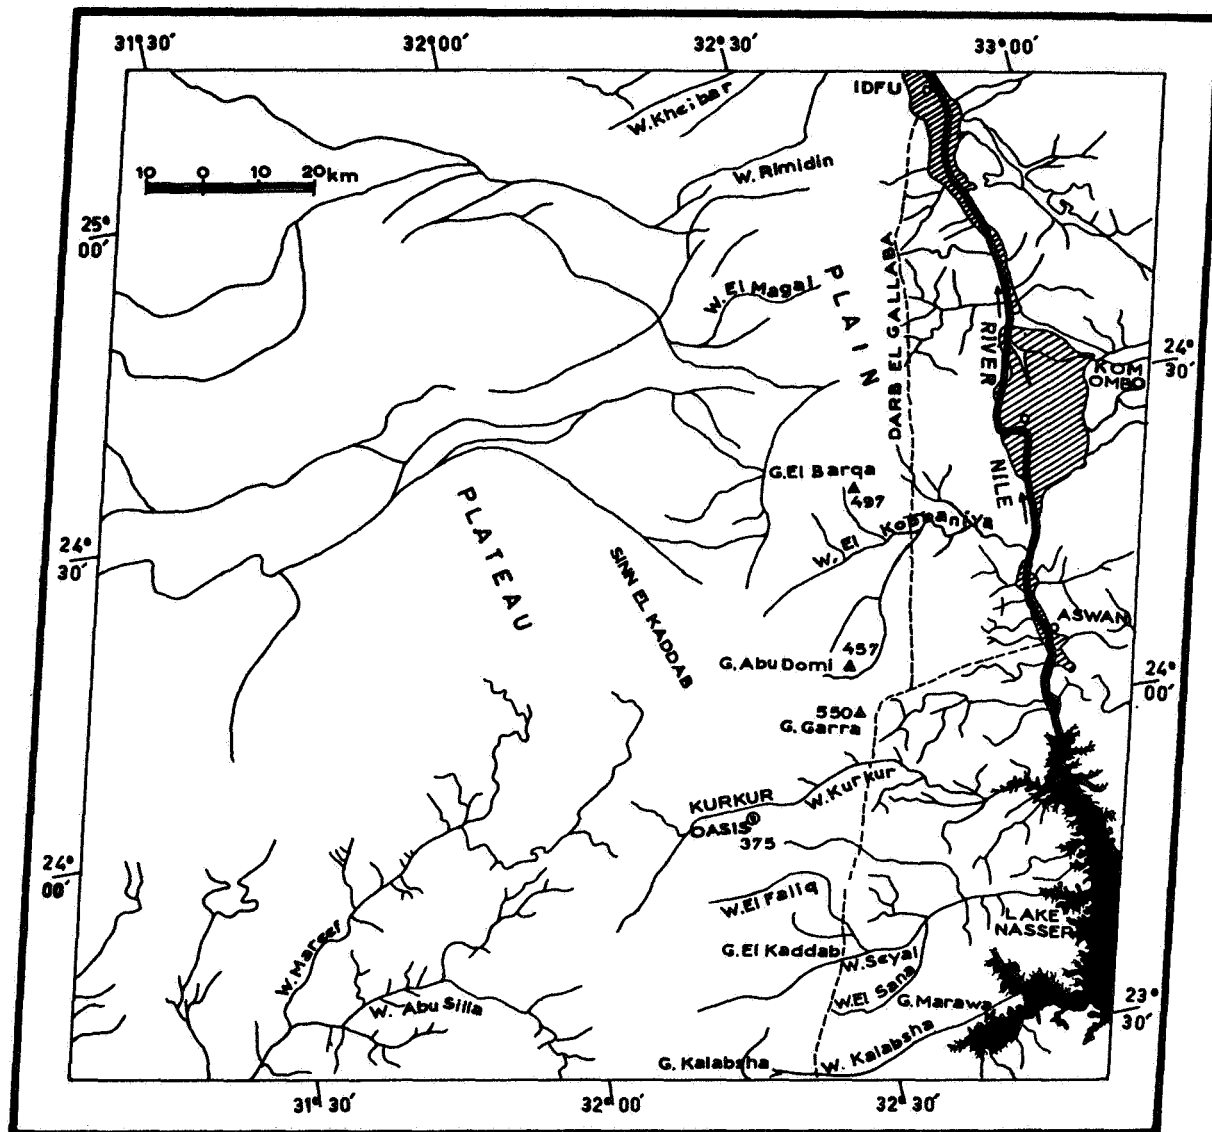 31° 30′
32° 00′
32° 30′
33° 00′
IDFU
W. Kheibar
10 0 10 20 km
W. Rimidin
25°
00′
PLAIN
DARB EL GALLABA
W. El Magal
RIVER
24°
30′
KOM
OMBO
G. El Barqa
497
NILE
PLATEAU
W. El Kobbaniya
24°
30′
SINN EL KADDAB
ASWAN
457
G. Abu Domi
24°
00′
550
G. Garra
KURKUR
W. Kurkur
OASIS
375
24°
00′
W. El Faliq
LAKE
NASSER
W. Mareef
G. El Kaddabi
W. Seyal
W. El Sana
G. Marawa
W. Abu Silla
23°
30′
W. Kalabsha
G. Kalabsha
31° 30′
32° 00′
32° 30′